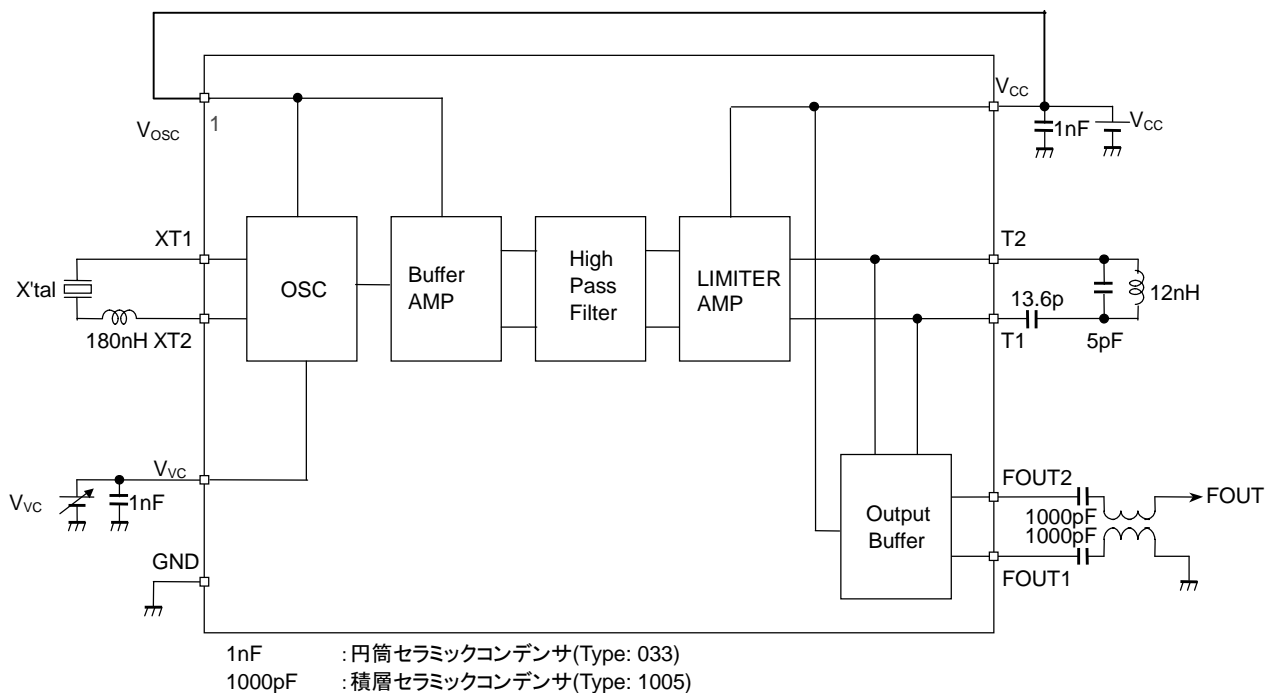 VCC
VOSC
1
1nF
VCC
XT1
T2
X'tal
OSC
Buffer
AMP
High
Pass
Filter
LIMITER
AMP
13.6p
12nH
180nH
XT2
T1
5pF
VVC
VVC
1nF
FOUT2
FOUT
1000pF
1000pF
Output
Buffer
GND
FOUT1
1nF :円筒セラミックコンデンサ(Type: 033)
1000pF :積層セラミックコンデンサ(Type: 1005)